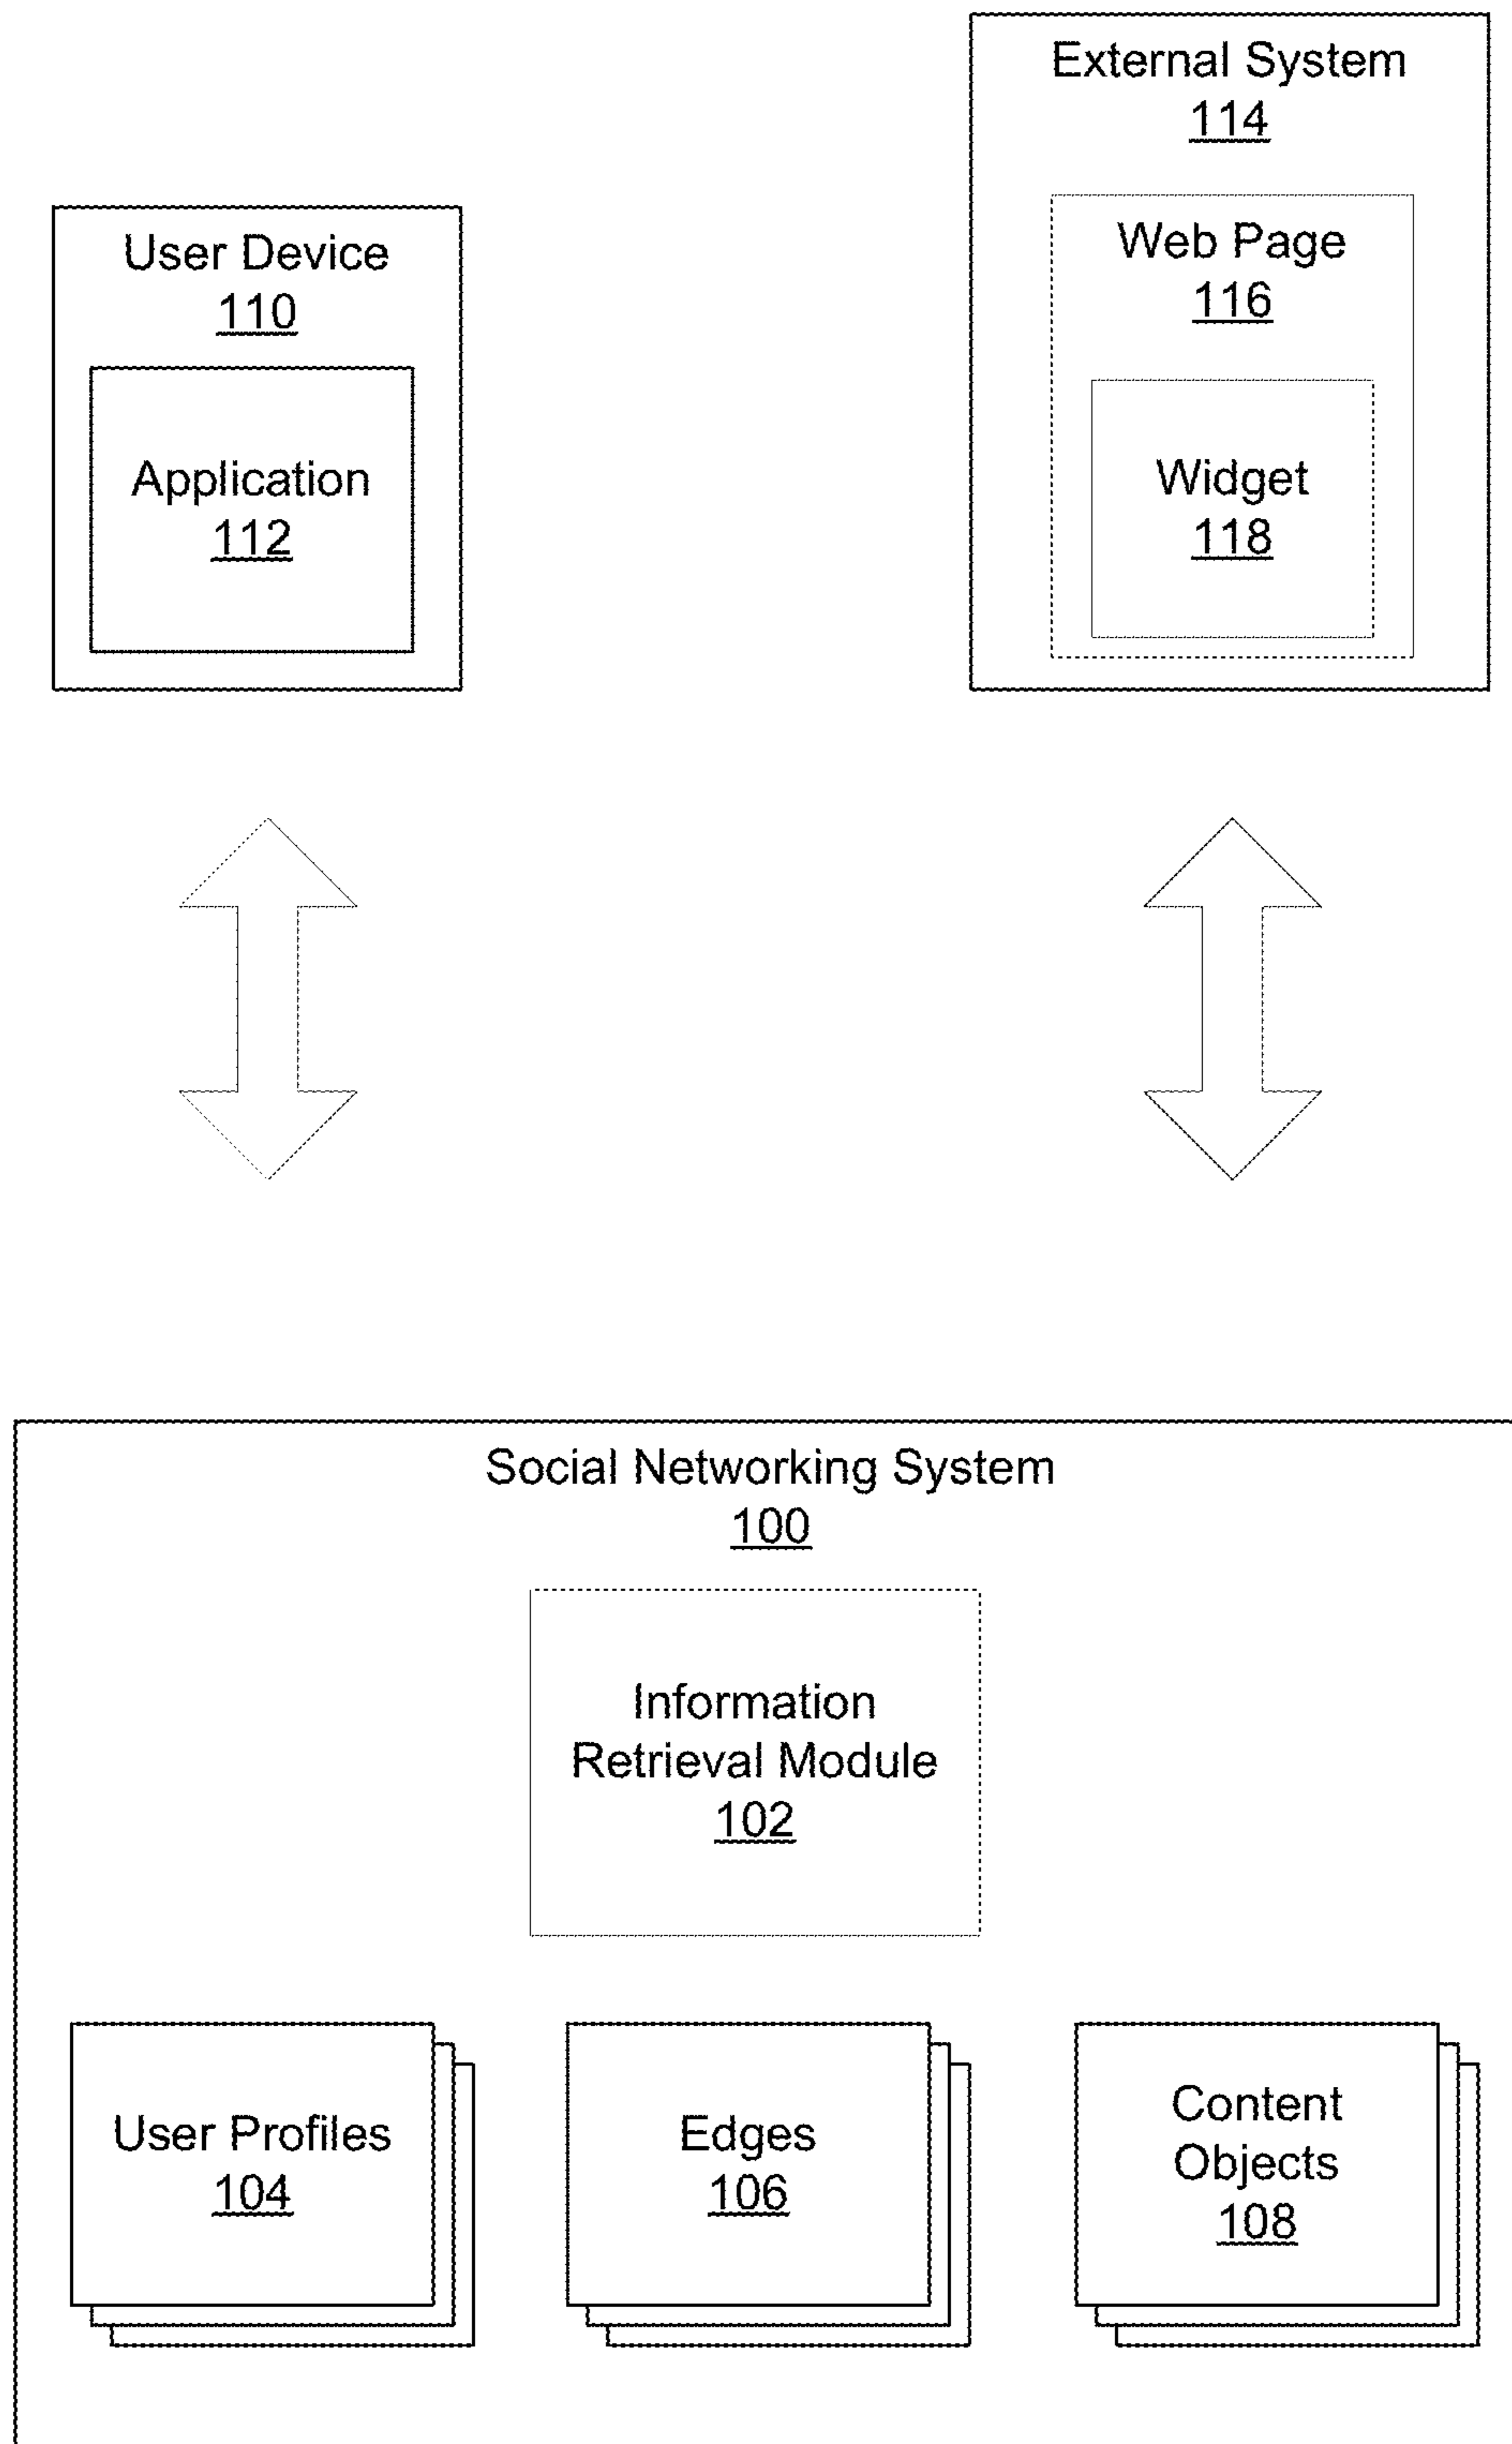 External System
114
User Device
110
Web Page
116
Application
112
Widget
118
Social Networking System
100
Information
Retrieval Module
102
User Profiles
104
Edges
106
Content
Objects
108